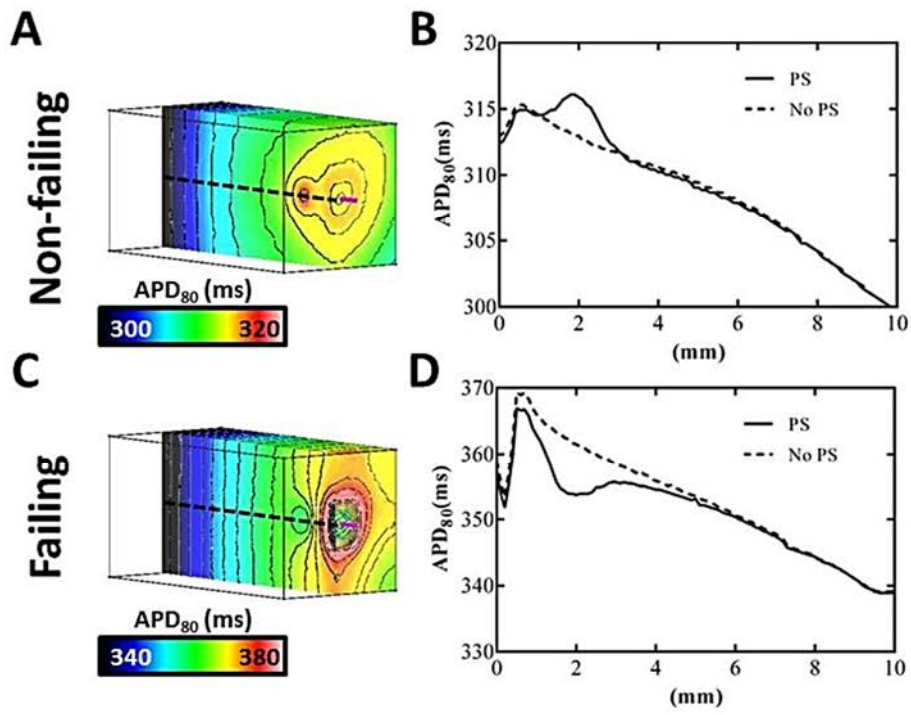 A
Non-failing
APD80 (ms)
300 320
B
320
315
310
305
300
APD80(ms)
PS
No PS
0 2 4 6 8 10
(mm)
C
Failing
APD80 (ms)
340 380
D
370
360
350
340
330
APD80(ms)
PS
No PS
0 2 4 6 8 10
(mm)